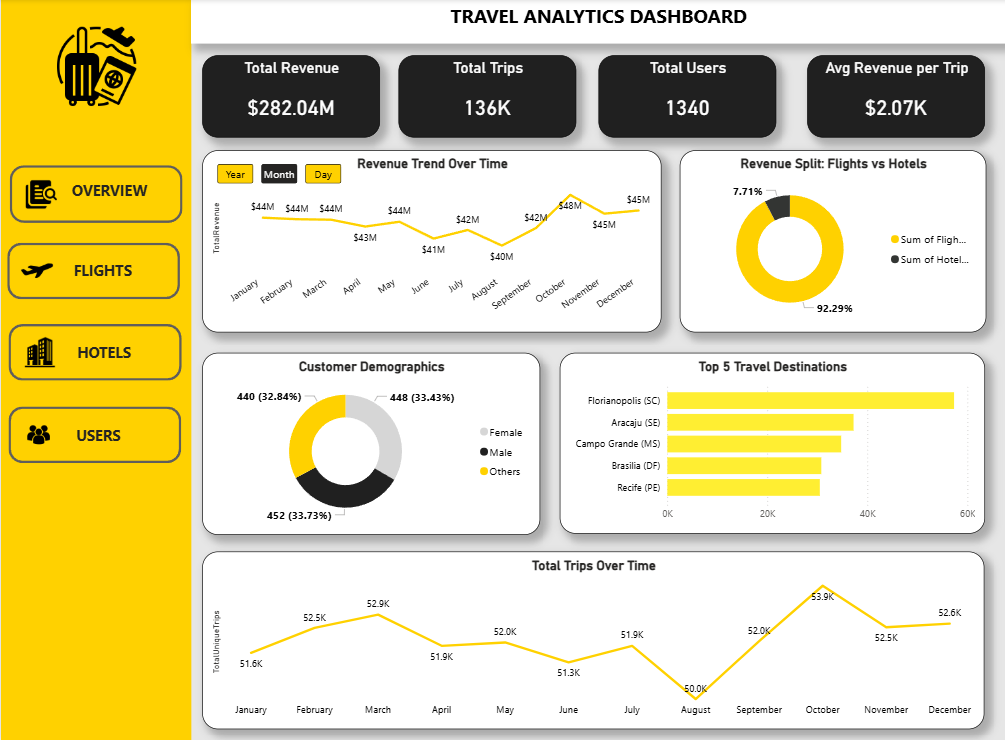 TRAVEL ANALYTICS DASHBOARD
OVERVIEW
FLIGHTS
HOTELS
USERS
Total Revenue
$282.04M
Total Trips
136K
Total Users
1340
Avg Revenue per Trip
$2.07K
Revenue Trend Over Time
Year Month Day
TotalRevenue
$44M $44M $44M $43M $44M $41M $42M $40M $42M $48M $45M $45M
January February March April May June July August September October November December
Revenue Split: Flights vs Hotels
7.71%
92.29%
Sum of Fligh...
Sum of Hotel...
Customer Demographics
440 (32.84%)
448 (33.43%)
452 (33.73%)
Female
Male
Others
Top 5 Travel Destinations
Florianopolis (SC)
Aracaju (SE)
Campo Grande (MS)
Brasilia (DF)
Recife (PE)
0K 20K 40K 60K
Total Trips Over Time
TotalUniqueTrips
51.6K 52.5K 52.9K 51.9K 52.0K 51.3K 51.9K 50.0K 52.0K 53.9K 52.5K 52.6K
January February March April May June July August September October November December